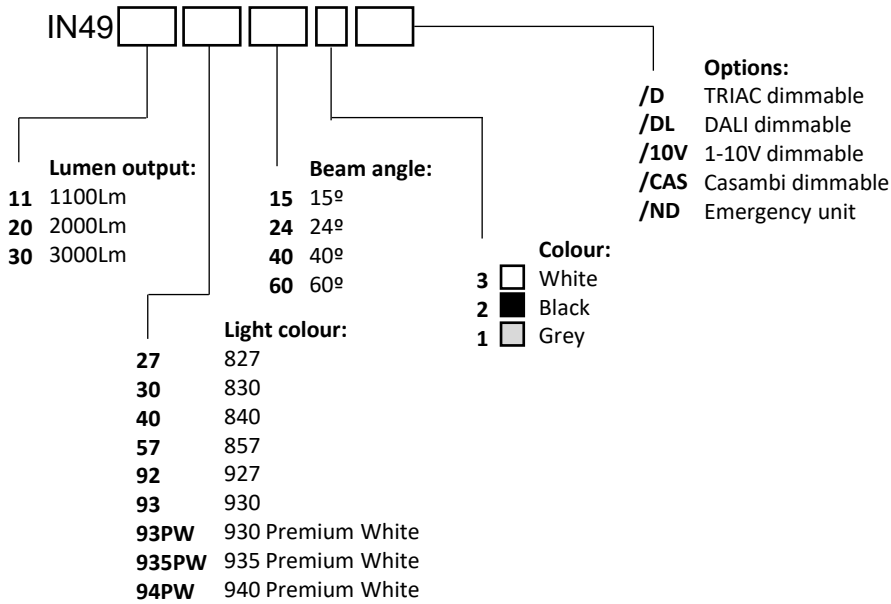 IN49
Options:
/D TRIAC dimmable
/DL DALI dimmable
/10V 1-10V dimmable
/CAS Casambi dimmable
/ND Emergency unit
Lumen output:
11 1100Lm
20 2000Lm
30 3000Lm
Beam angle:
15 15º
24 24º
40 40º
60 60º
Colour:
3 White
2 Black
1 Grey
Light colour:
27 827
30 830
40 840
57 857
92 927
93 930
93PW 930 Premium White
935PW 935 Premium White
94PW 940 Premium White